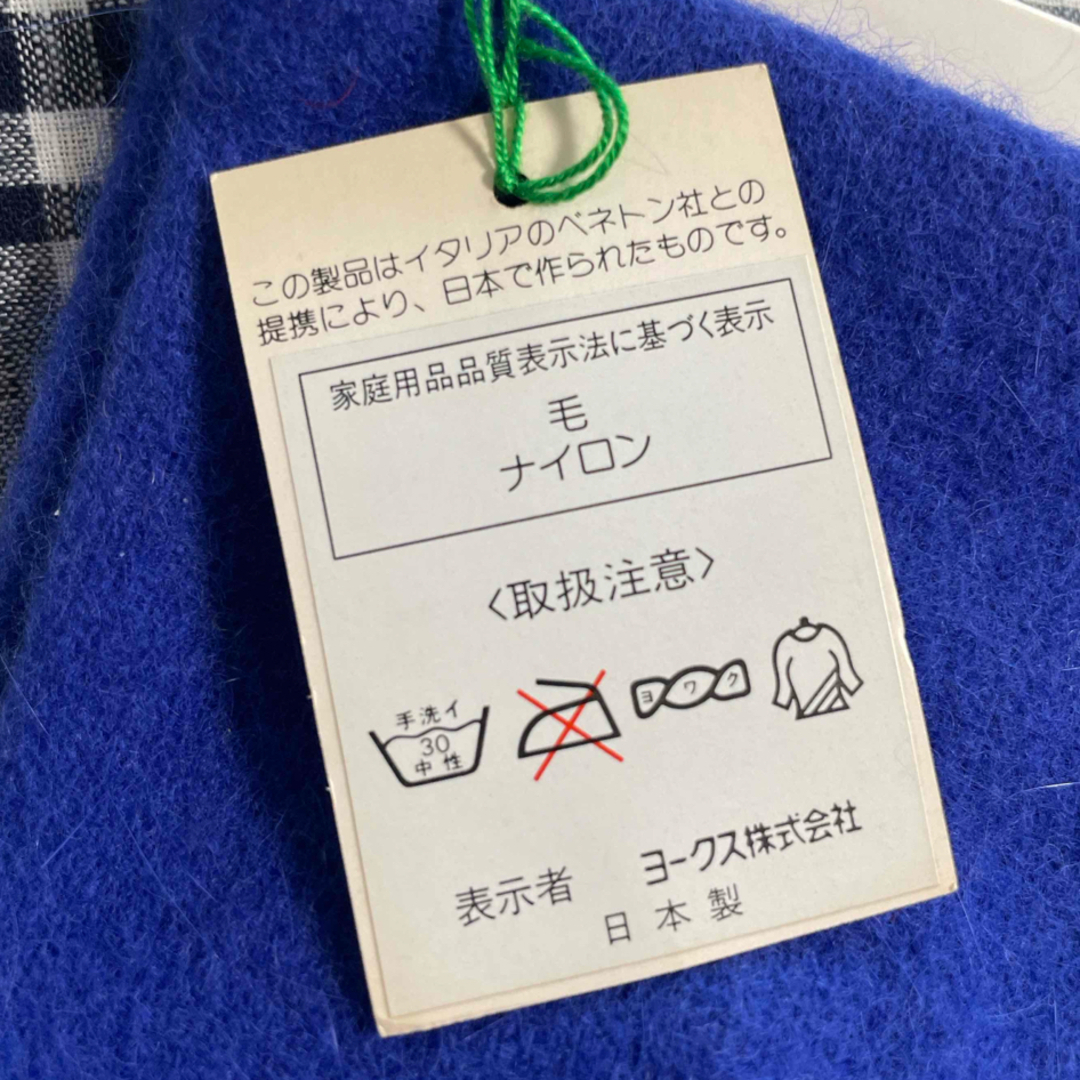 この製品はイタリアのベネトン社との
提携により、日本で作られたものです。
家庭用品品質表示法に基づく表示
毛
ナイロン
〈取扱注意〉
手洗イ
30
中性
ヨワク
表示者 ヨークス株式会社
日本製